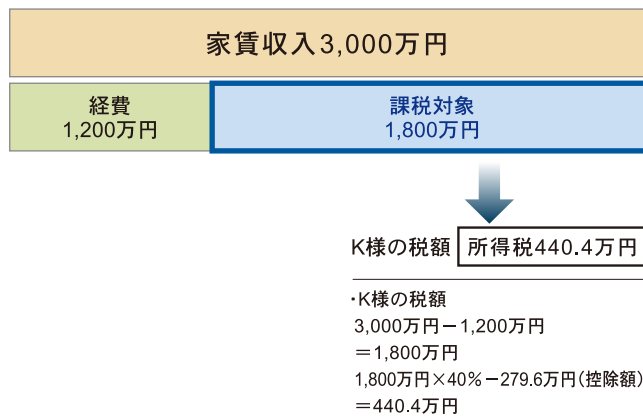 家賃収入3,000万円
経費
1,200万円
課税対象
1,800万円
K様の税額 所得税440.4万円
・K様の税額
3,000万円－1,200万円
＝1,800万円
1,800万円×40％－279.6万円(控除額)
＝440.4万円